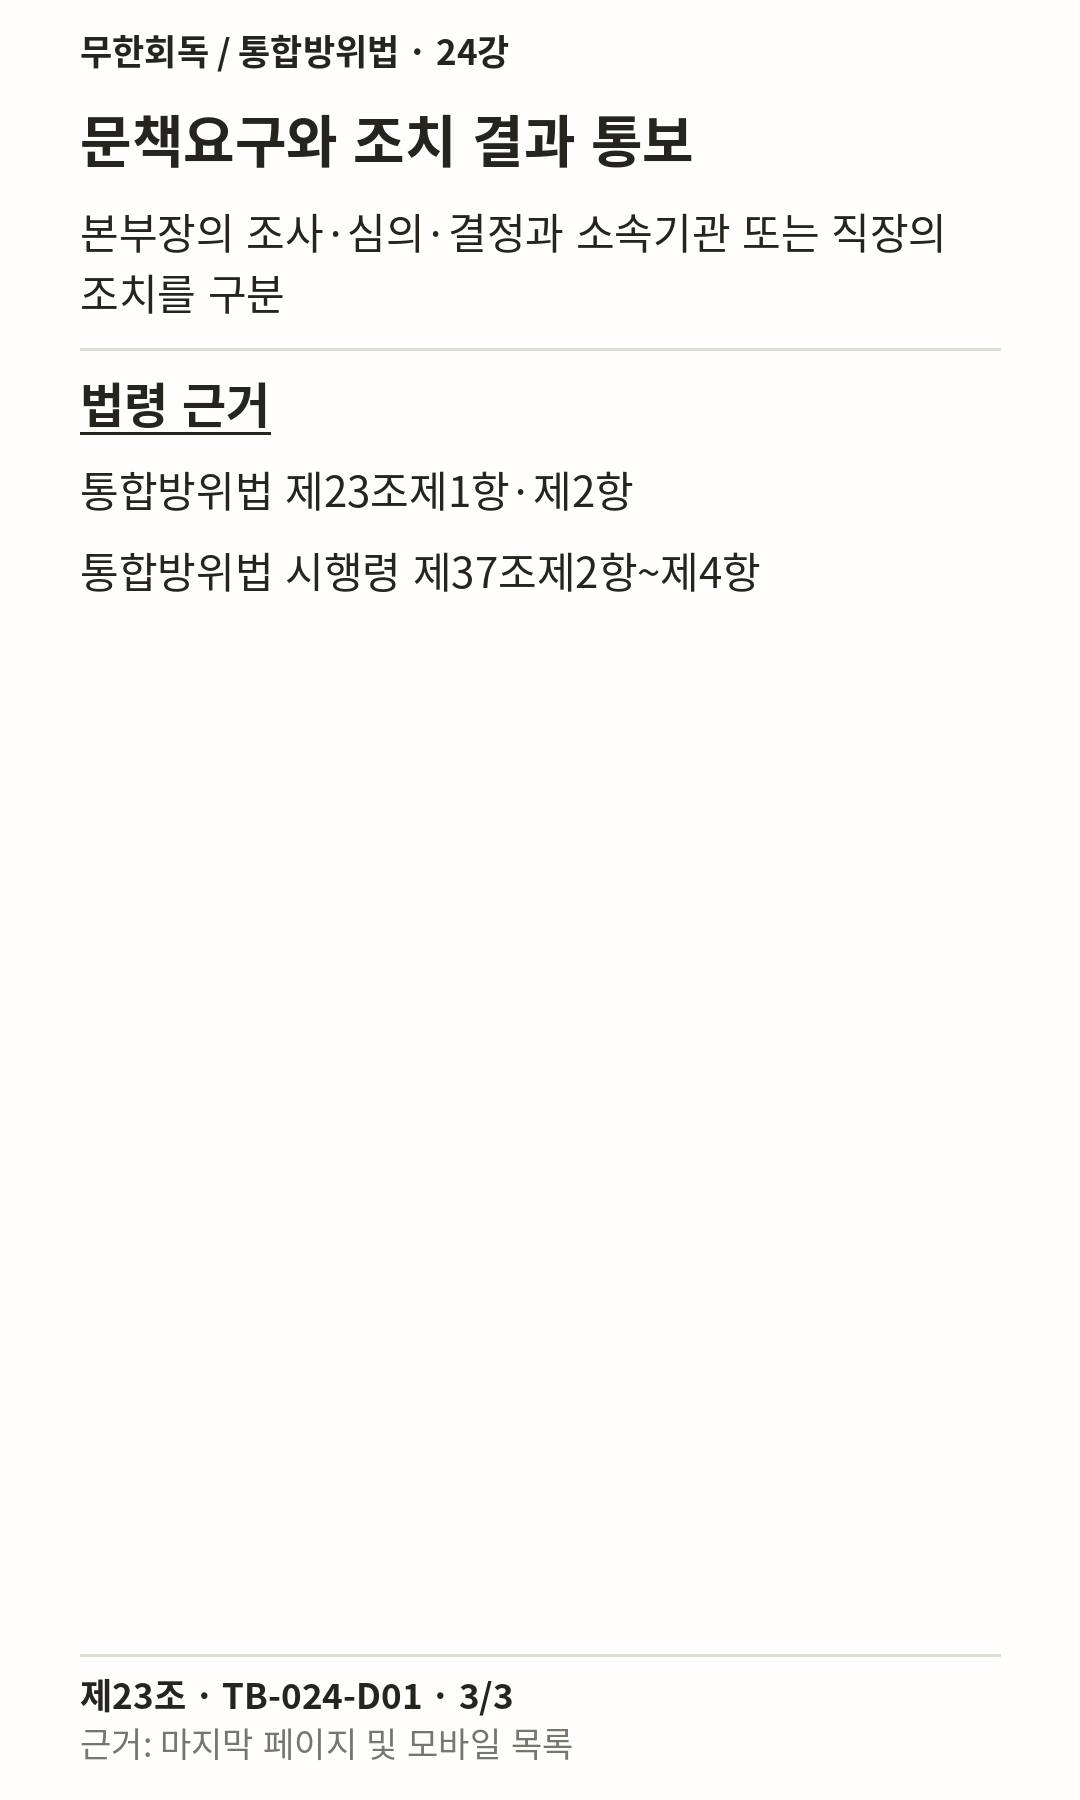 무한회독 / 통합방위법 · 24강
문책요구와 조치 결과 통보
본부장의 조사·심의·결정과 소속기관 또는 직장의
조치를 구분
법령 근거
통합방위법 제23조제1항·제2항
통합방위법 시행령 제37조제2항~제4항
제23조 · TB-024-D01 · 3/3
근거: 마지막 페이지 및 모바일 목록